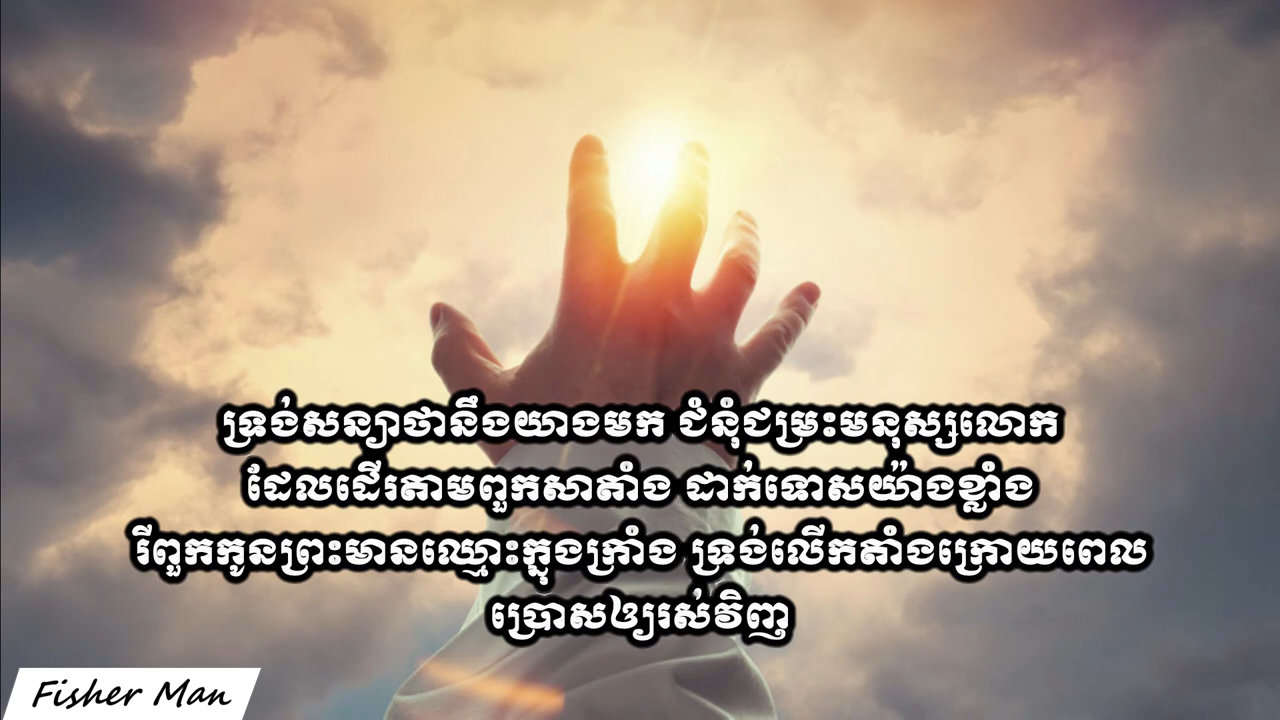 ទ្រង់សន្យាថានឹងយាងមក ជំនុំជម្រះមនុស្សលោក
ដែលដើរតាមពួកសាតាំង ដាក់ទោសយ៉ាងខ្លាំង
រីពួកកូនព្រះមានឈ្មោះក្នុងក្រាំង ទ្រង់លើកតាំងក្រោយពេល
ប្រោសឲ្យរស់វិញ
Fisher Man